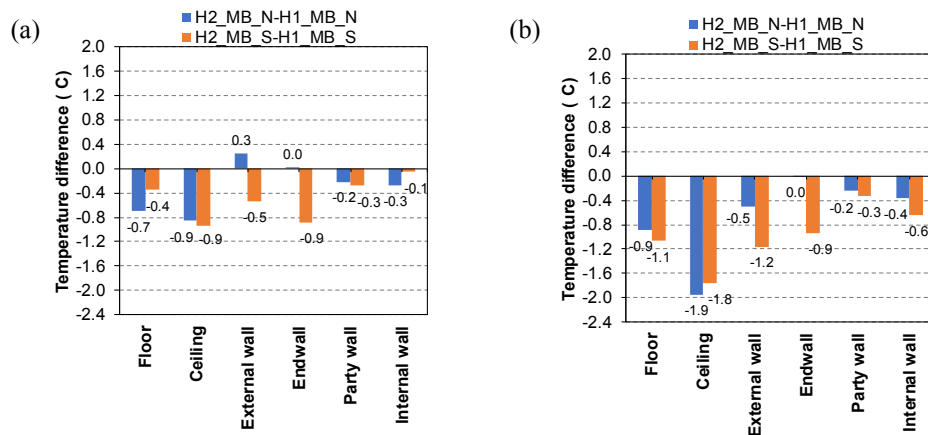 (a)
H2_MB_N-H1_MB_N
H2_MB_S-H1_MB_S
Temperature difference ( C)
2.0
1.6
1.2
0.8
0.4
0.0
-0.4
-0.8
-1.2
-1.6
-2.0
-2.4
0.3
0.0
-0.7
-0.4
-0.9
-0.9
-0.5
-0.9
-0.2
-0.3
-0.3
-0.1
Floor
Ceiling
External wall
Endwall
Party wall
Internal wall
(b)
H2_MB_N-H1_MB_N
H2_MB_S-H1_MB_S
Temperature difference ( C)
2.0
1.6
1.2
0.8
0.4
0.0
-0.4
-0.8
-1.2
-1.6
-2.0
-2.4
-0.9
-1.1
-1.9
-1.8
-0.5
-1.2
0.0
-0.9
-0.2
-0.3
-0.4
-0.6
Floor
Ceiling
External wall
Endwall
Party wall
Internal wall